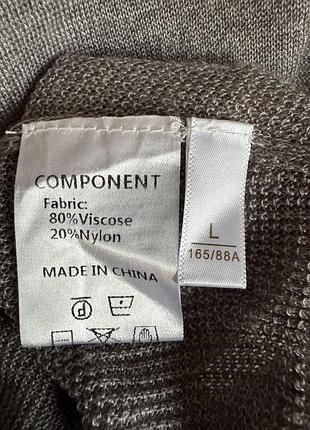 COMPONENT
Fabric:
80%Viscose
20%Nylon
MADE IN CHINA
L
165/88A